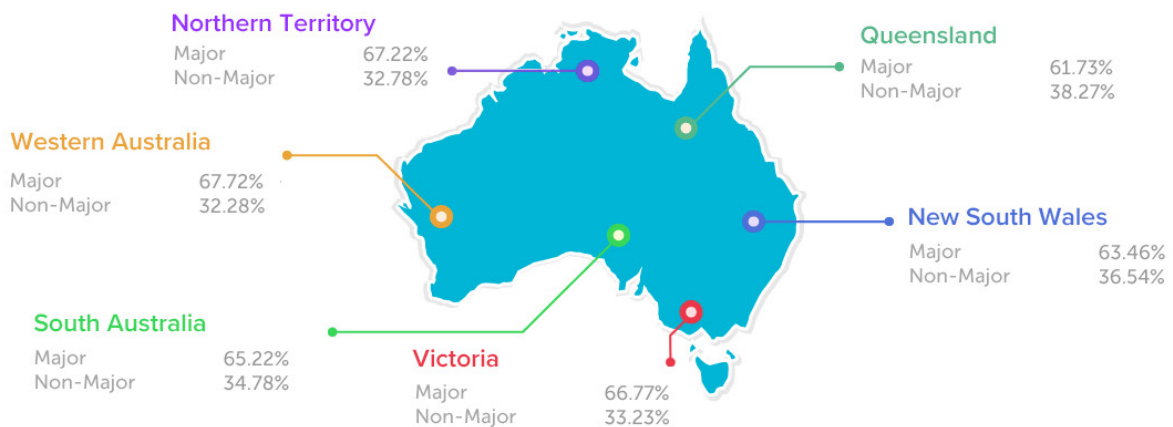 Northern Territory
Major 67.22%
Non-Major 32.78%
Queensland
Major 61.73%
Non-Major 38.27%
Western Australia
Major 67.72%
Non-Major 32.28%
New South Wales
Major 63.46%
Non-Major 36.54%
South Australia
Major 65.22%
Non-Major 34.78%
Victoria
Major 66.77%
Non-Major 33.23%